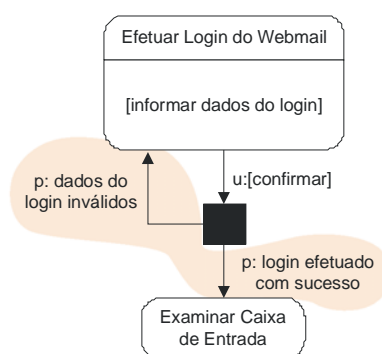 Efetuar Login do Webmail
[informar dados do login]
p: dados do
login inválidos
u:[confirmar]
p: login efetuado
com sucesso
Examinar Caixa
de Entrada